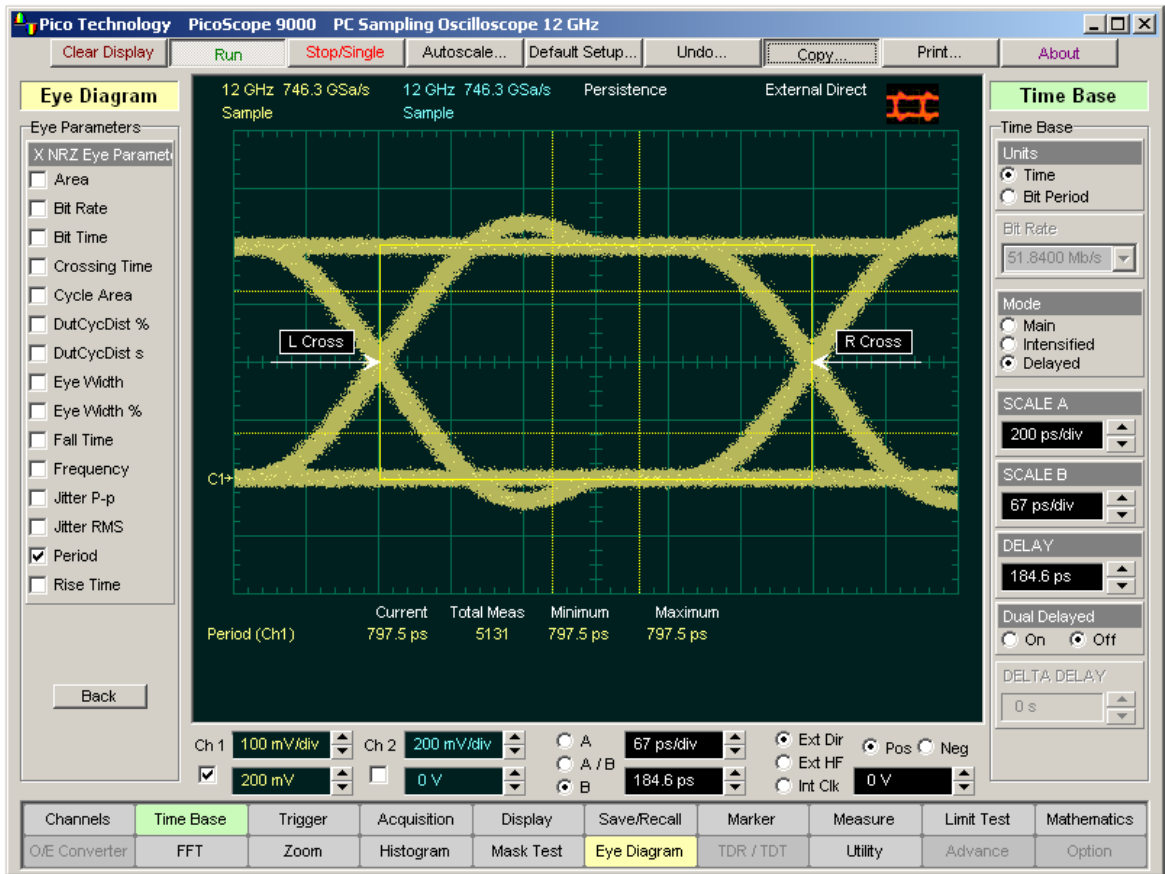 Pico Technology PicoScope 9000 PC Sampling Oscilloscope 12 GHz
Clear Display Run Stop/Single Autoscale... Default Setup... Undo... Copy... Print... About
Eye Diagram
Eye Parameters
X NRZ Eye Paramet
Area
Bit Rate
Bit Time
Crossing Time
Cycle Area
DutCycDist %
DutCycDist s
Eye Width
Eye Width %
Fall Time
Frequency
Jitter P-p
Jitter RMS
Period
Rise Time
Back
12 GHz 746.3 GSa/s 12 GHz 746.3 GSa/s Persistence External Direct
Sample Sample
L Cross R Cross
C1
Current Total Meas Minimum Maximum
Period (Ch1) 797.5 ps 5131 797.5 ps 797.5 ps
Time Base
Time Base
Units
Time
Bit Period
Bit Rate
51.8400 Mb/s
Mode
Main
Intensified
Delayed
SCALE A
200 ps/div
SCALE B
67 ps/div
DELAY
184.6 ps
Dual Delayed
On Off
DELTA DELAY
0 s
Ch 1 100 mV/div Ch 2 200 mV/div A 67 ps/div Ext Dir Pos Neg
A / B Ext HF
200 mV 0 V B 184.6 ps Int Clk 0 V
Channels Time Base Trigger Acquisition Display Save/Recall Marker Measure Limit Test Mathematics
O/E Converter FFT Zoom Histogram Mask Test Eye Diagram TDR / TDT Utility Advance Option